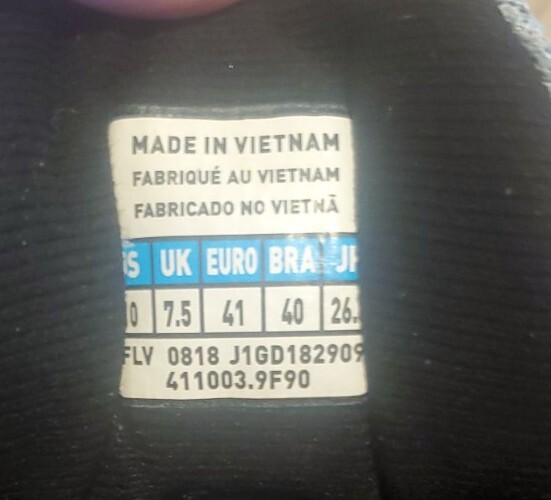 MADE IN VIETNAM
FABRIQUÉ AU VIETNAM
FABRICADO NO VIETNÃ
UK EURO BRA
7.5 41 40 26.
FLV 0818 J1GD182909
411003.9F90